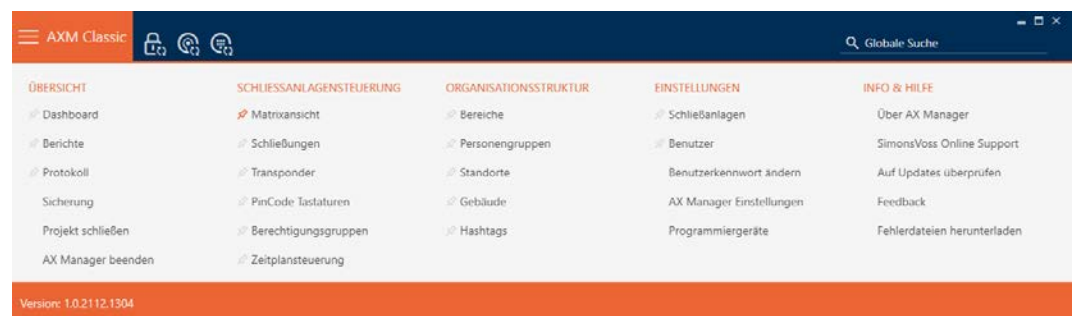 AXM Classic
Globale Suche
ÜBERSICHT
Dashboard
Berichte
Protokoll
Sicherung
Projekt schließen
AX Manager beenden
SCHLIESSANLAGENSTEUERUNG
Matrixansicht
Schließungen
Transponder
PinCode Tastaturen
Berechtigungsgruppen
Zeitplansteuerung
ORGANISATIONSSTRUKTUR
Bereiche
Personengruppen
Standorte
Gebäude
Hashtags
EINSTELLUNGEN
Schließanlagen
Benutzer
Benutzerkennwort ändern
AX Manager Einstellungen
Programmiergeräte
INFO & HILFE
Über AX Manager
SimonsVoss Online Support
Auf Updates überprüfen
Feedback
Fehlerdateien herunterladen
Version: 1.0.2112.1304